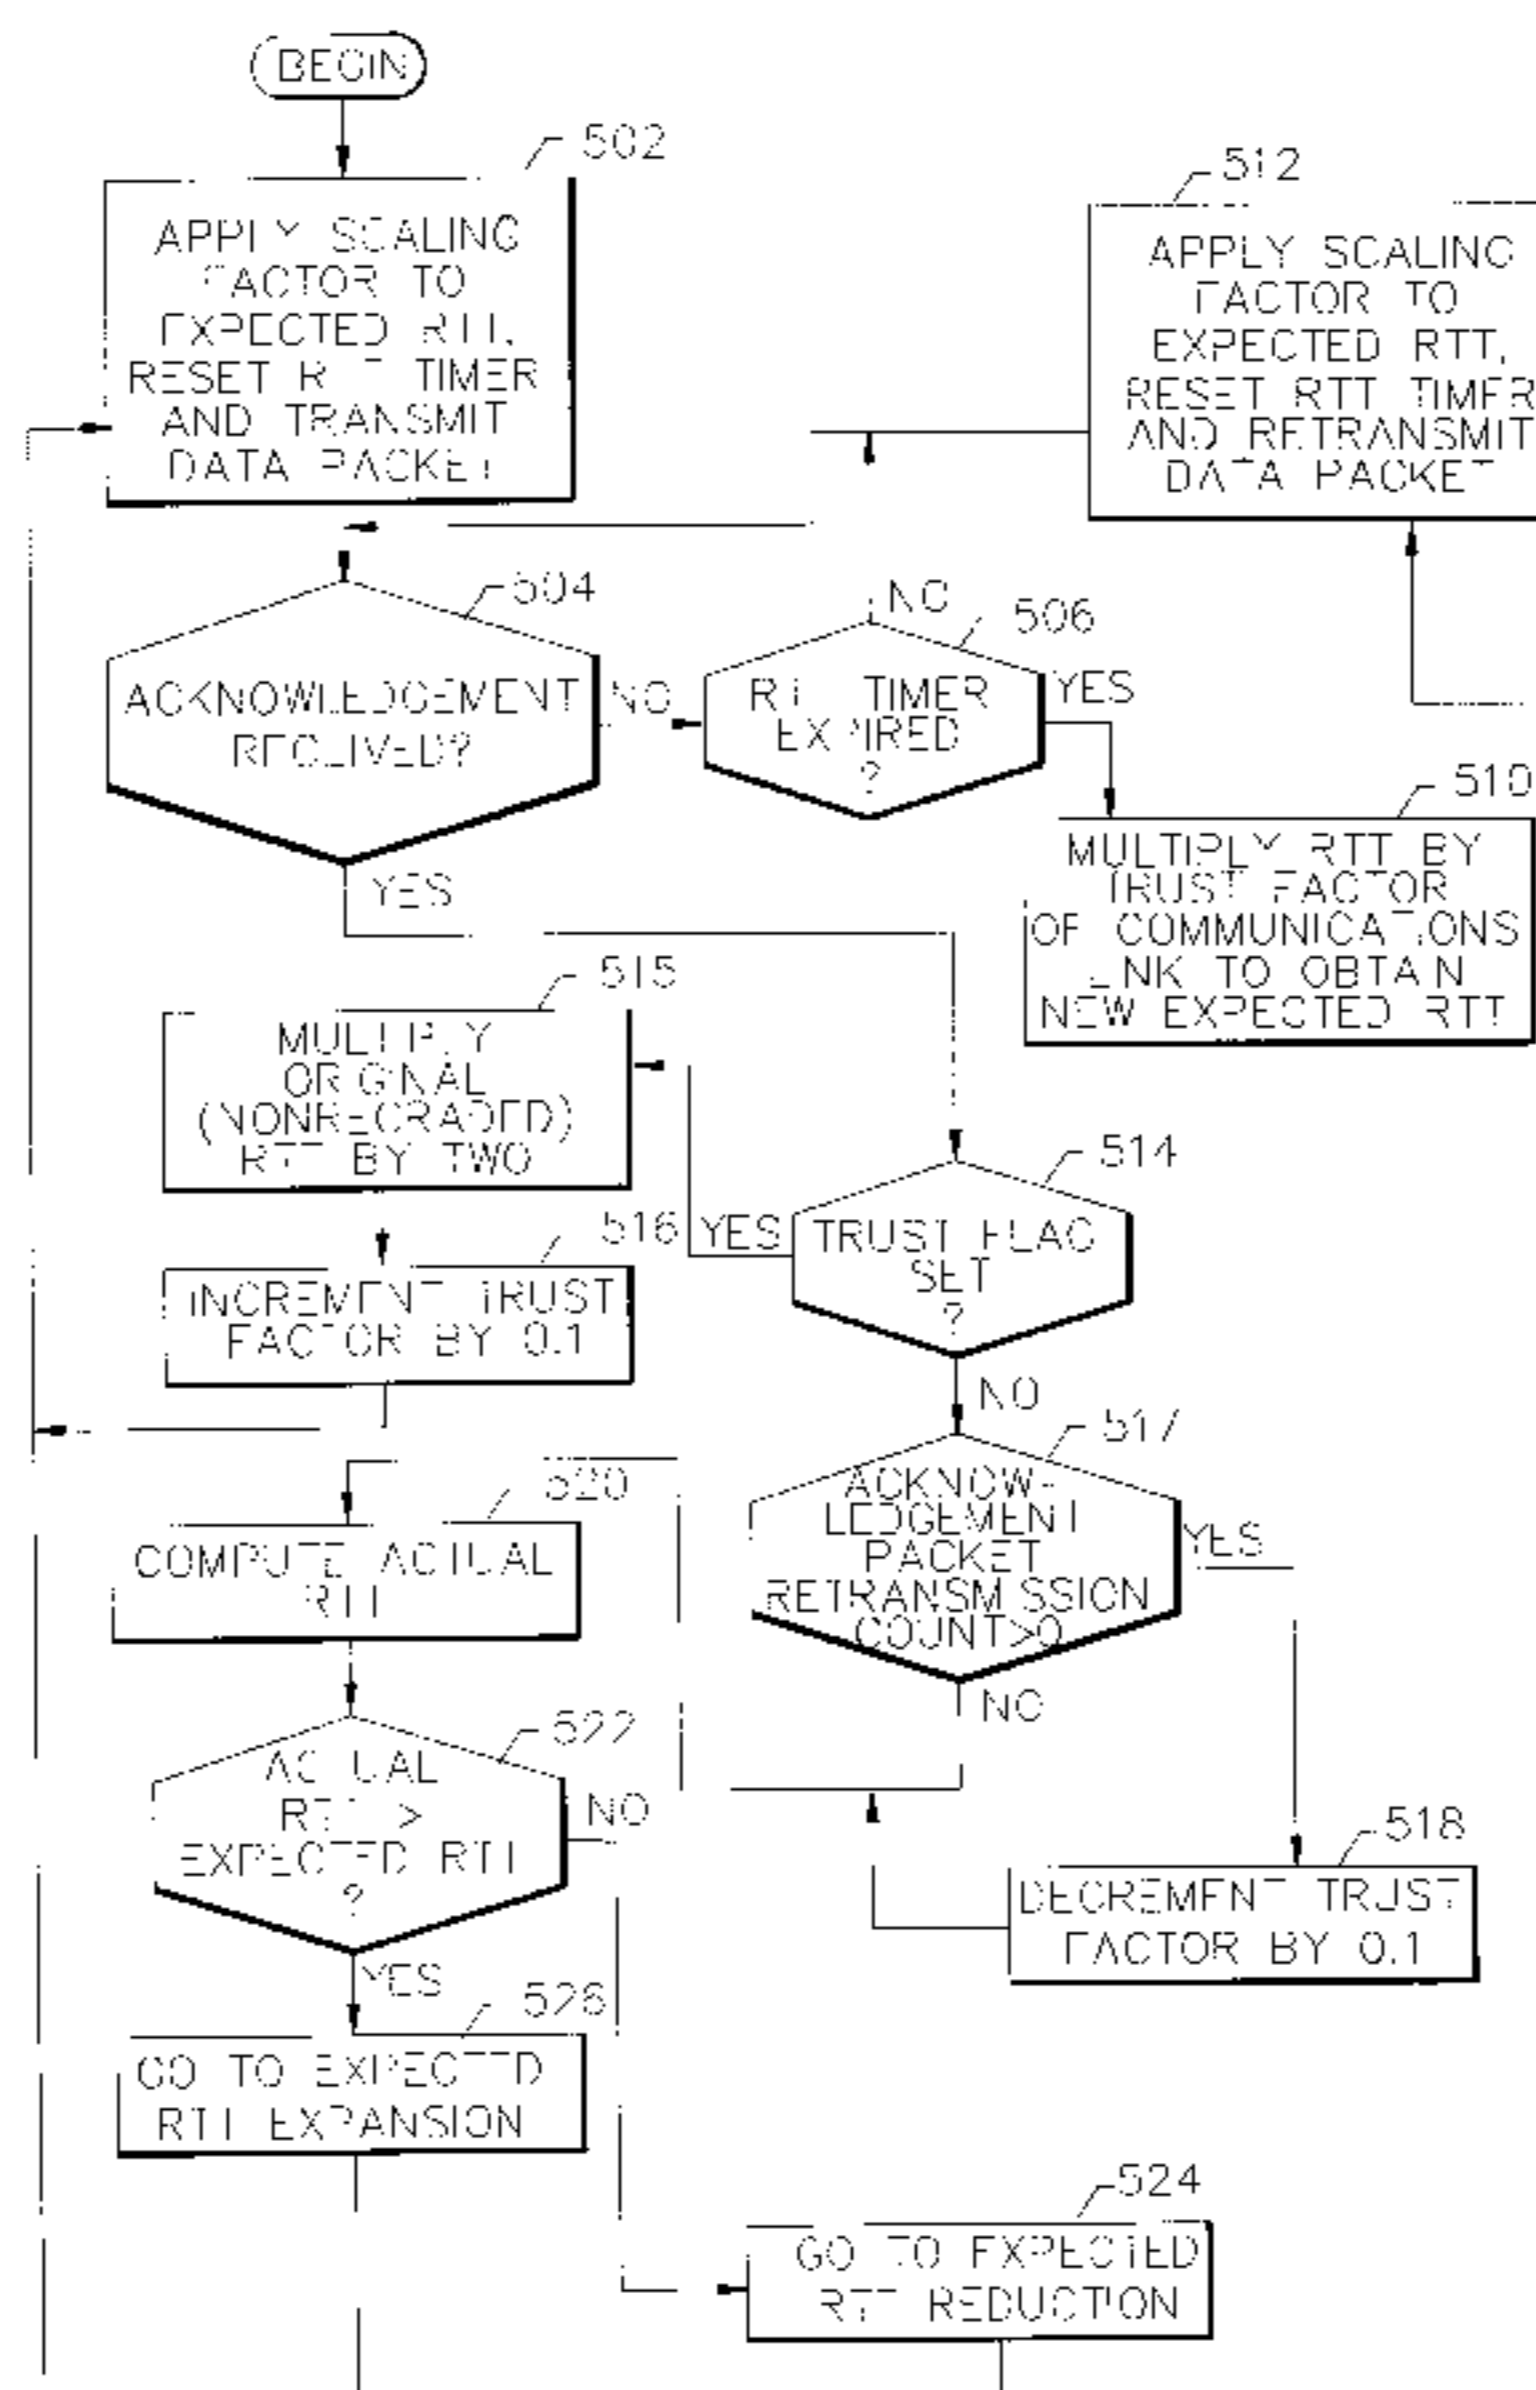 BEGIN
502
APPLY SCALING
FACTOR TO
EXPECTED RTT,
RESET RTT TIMER
AND TRANSMIT
DATA PACKET
512
APPLY SCALING
FACTOR TO
EXPECTED RTT,
RESET RTT TIMER
AND RETRANSMIT
DATA PACKET
504
ACKNOWLEDGEMENT
RECEIVED?
NO
YES
506
NO
RTT TIMER
EXPIRED
?
YES
510
MULTIPLY RTT BY
TRUST FACTOR
OF COMMUNICATIONS
LINK TO OBTAIN
NEW EXPECTED RTT
515
MULTIPLY
ORIGINAL
(NONREGRADED)
RTT BY TWO
514
TRUST FLAG
SET
?
YES
NO
516
INCREMENT TRUST
FACTOR BY 0.1
517
ACKNOW-
LEDGEMENT
PACKET
RETRANSMISSION
COUNT>0
YES
NO
520
COMPUTE ACTUAL
RTT
522
ACTUAL
RTT >
EXPECTED RTT
?
NO
YES
518
DECREMENT TRUST
FACTOR BY 0.1
526
GO TO EXPECTED
RTT EXPANSION
524
GO TO EXPECTED
RTT REDUCTION